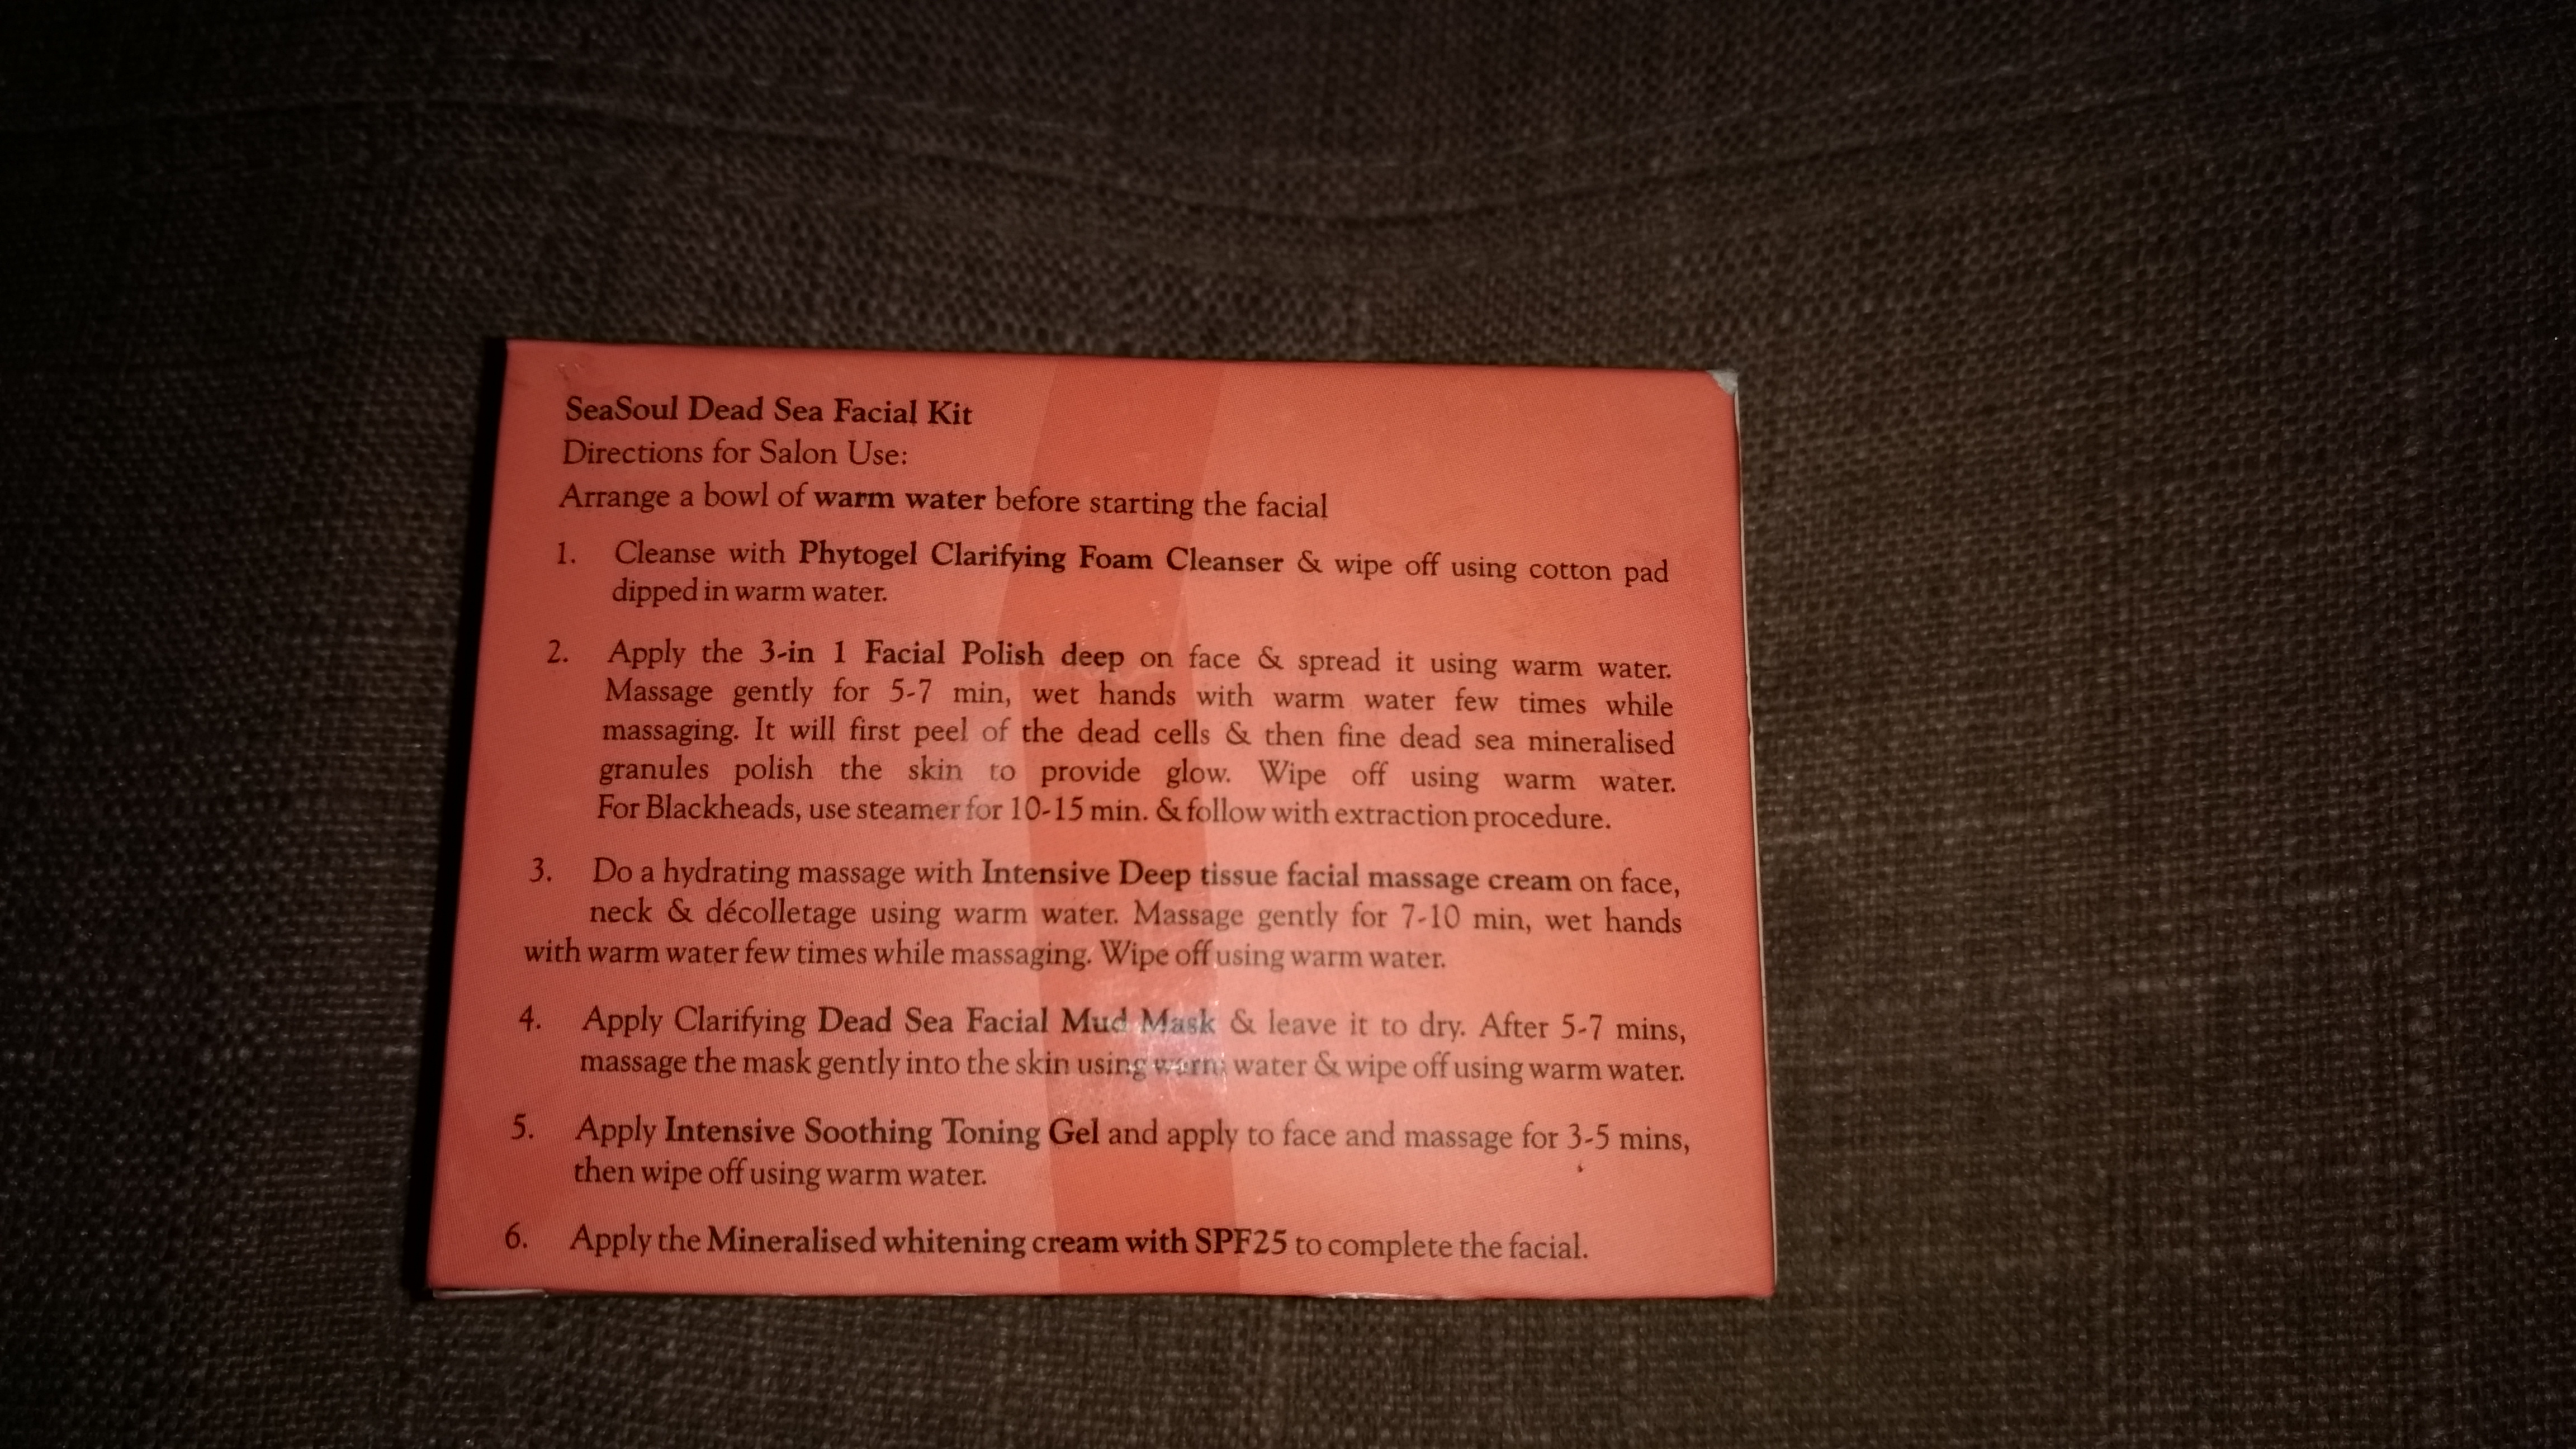 SeaSoul Dead Sea Facial Kit
Directions for Salon Use:
Arrange a bowl of warm water before starting the facial
1. Cleanse with Phytogel Clarifying Foam Cleanser & wipe off using cotton pad
dipped in warm water.
2. Apply the 3-in 1 Facial Polish deep on face & spread it using warm water.
Massage gently for 5-7 min, wet hands with warm water few times while
massaging. It will first peel of the dead cells & then fine dead sea mineralised
granules polish the skin to provide glow. Wipe off using warm water.
For Blackheads, use steamer for 10-15 min. & follow with extraction procedure.
3. Do a hydrating massage with Intensive Deep tissue facial massage cream on face,
neck & décolletage using warm water. Massage gently for 7-10 min, wet hands
with warm water few times while massaging. Wipe off using warm water.
4. Apply Clarifying Dead Sea Facial Mud Mask & leave it to dry. After 5-7 mins,
massage the mask gently into the skin using warm water & wipe off using warm water.
5. Apply Intensive Soothing Toning Gel and apply to face and massage for 3-5 mins,
then wipe off using warm water.
6. Apply the Mineralised whitening cream with SPF25 to complete the facial.